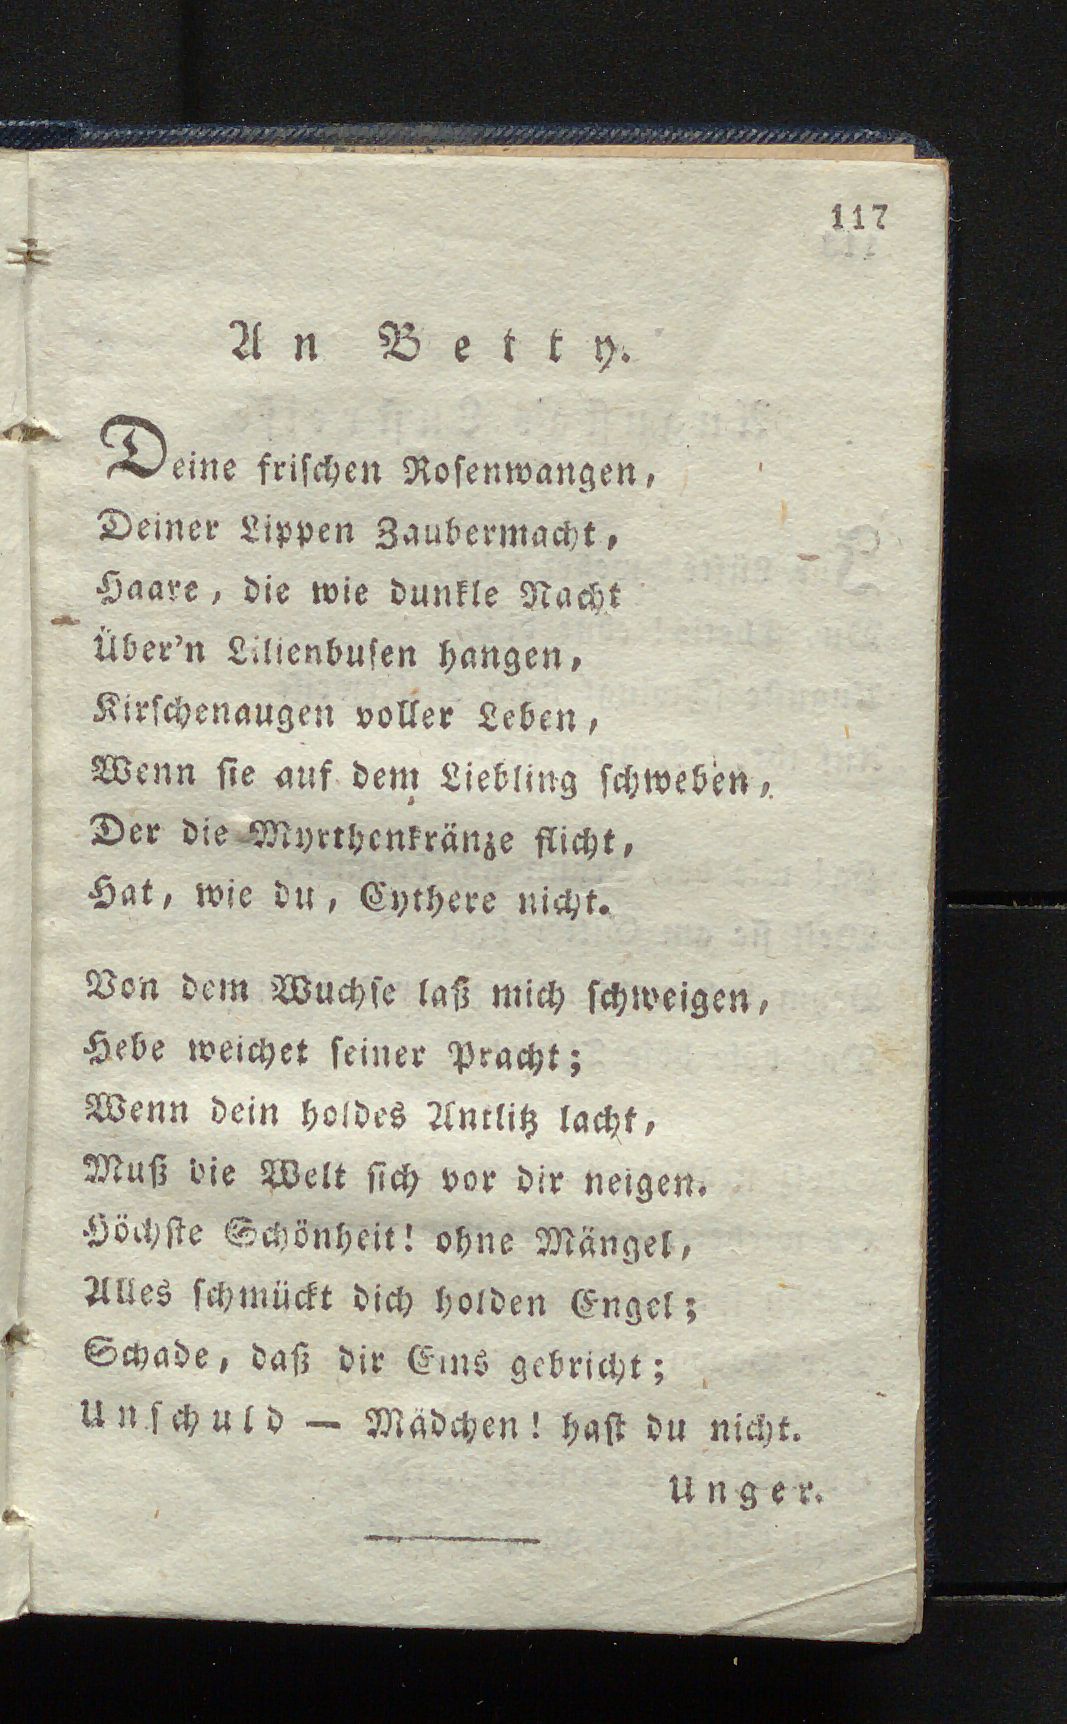 117
An Betty.
Deine friſchen Roſenwangen,
Deiner Lippen Zaubermacht,
Haare, die wie dunkle Nacht
Über'n Lilienbuſen hangen,
Kirſchenaugen voller Leben,
Wenn ſie auf dem Liebling ſchweben,
Der die Myrthenkränze flicht,
Hat, wie du, Cythere nicht.
Von dem Wuchſe laß mich ſchweigen,
Hebe weichet ſeiner Pracht;
Wenn dein holdes Antlitz lacht,
Muß die Welt ſich vor dir neigen.
Höchſte Schönheit! ohne Mängel,
Alles ſchmückt dich holden Engel;
Schade, daß dir Eins gebricht;
Unſchuld — Mädchen! haſt du nicht.
Unger.